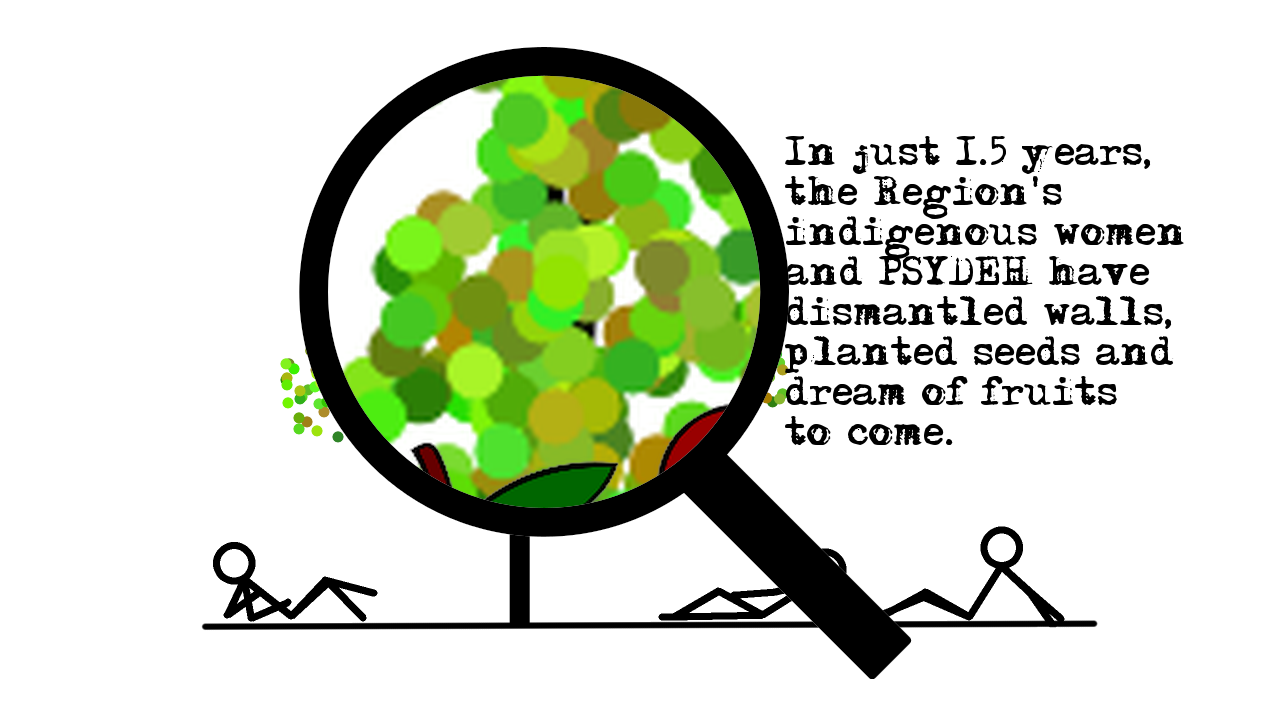 In just 1.5 years,
the Region's
indigenous women
and PSYDEH have
dismantled walls,
planted seeds and
dream of fruits
to come.